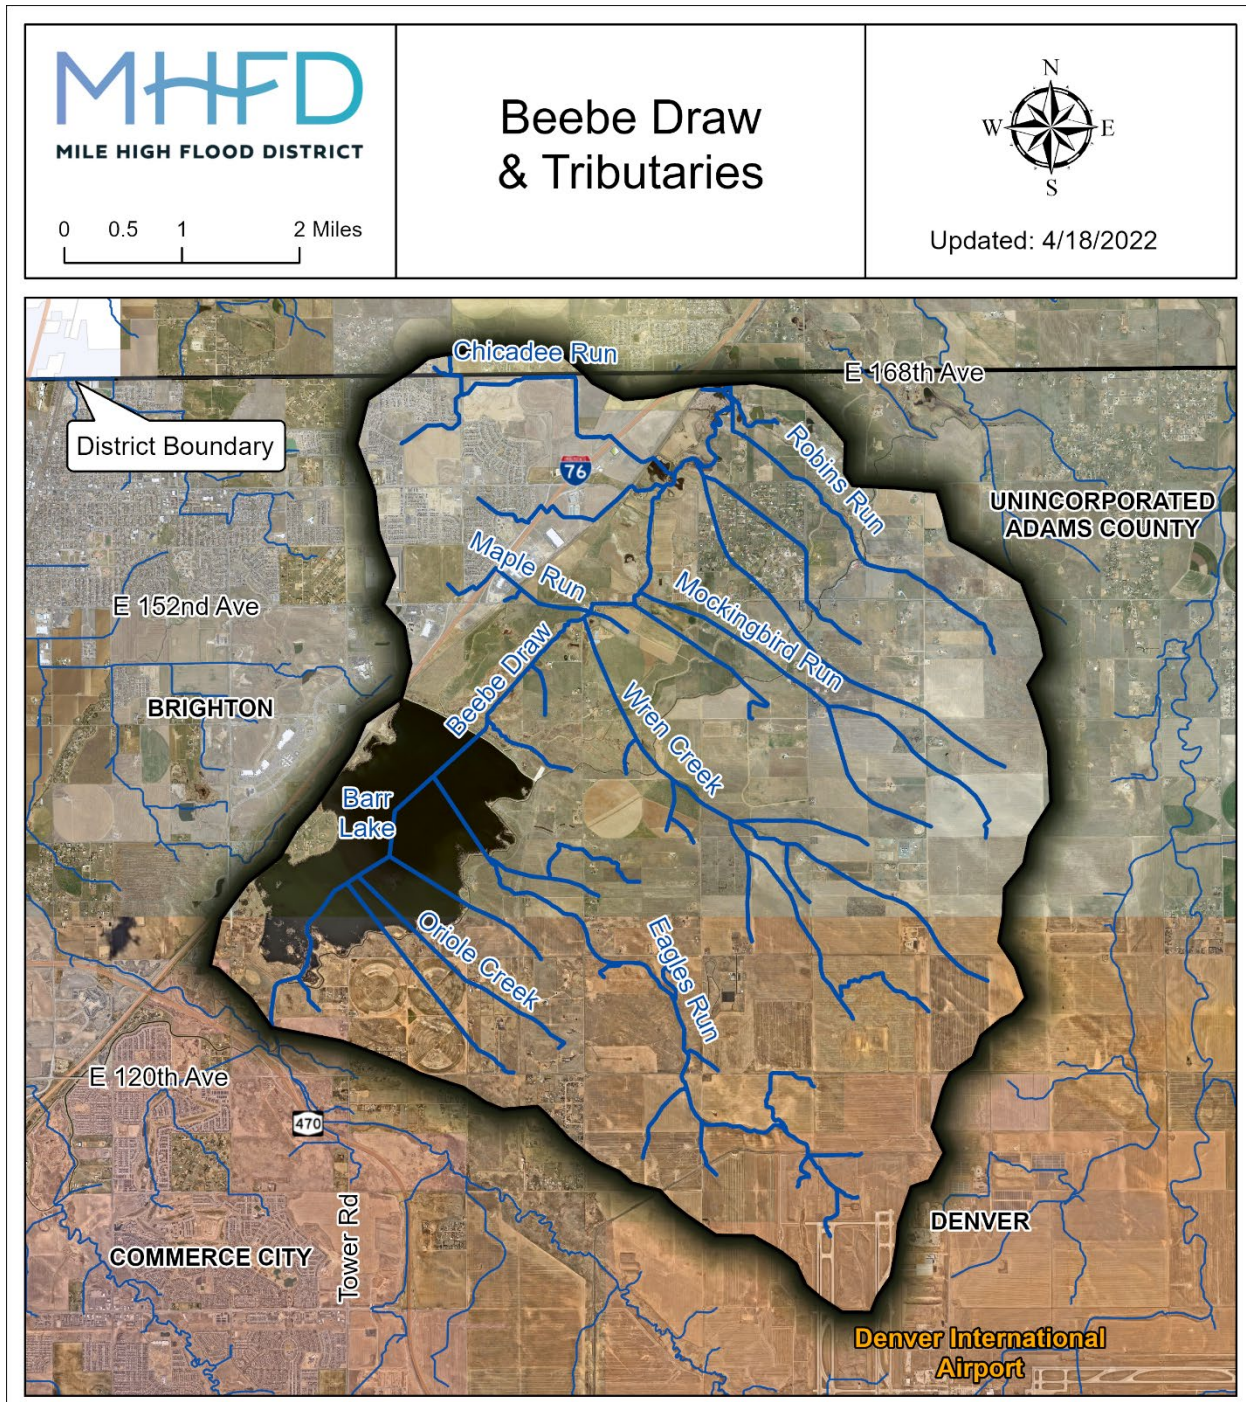 MHFD
MILE HIGH FLOOD DISTRICT
0 0.5 1 2 Miles
Beebe Draw
& Tributaries
N
W E
S
Updated: 4/18/2022
Chicadee Run
E 168th Ave
District Boundary
76
Robins Run
UNINCORPORATED
ADAMS COUNTY
Maple Run
Mockingbird Run
E 152nd Ave
Beebe Draw
Wren Creek
BRIGHTON
Barr
Lake
Oriole Creek
Eagles Run
E 120th Ave
470
Tower Rd
DENVER
COMMERCE CITY
Denver International
Airport